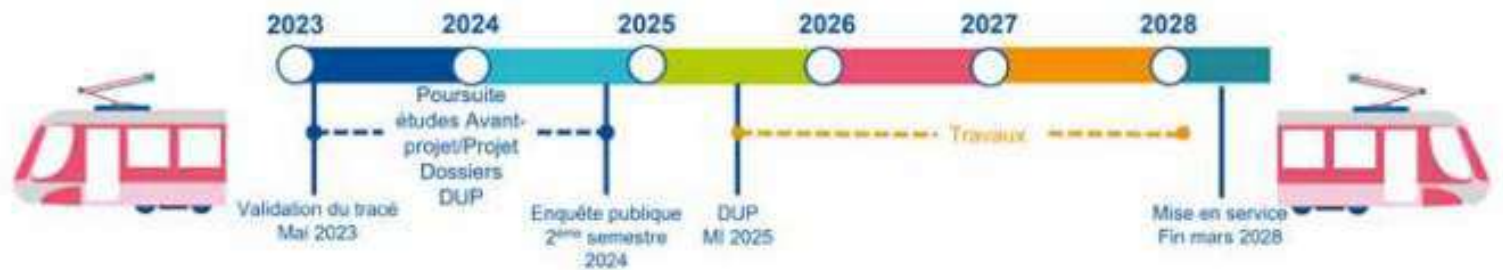 2023
2024
2025
2026
2027
2028
Poursuite
études Avant-
projet/Projet
Dossiers
DUP
Travaux
Validation du tracé
Mai 2023
Enquête publique
2ème semestre
2024
DUP
MI 2025
Mise en service
Fin mars 2028